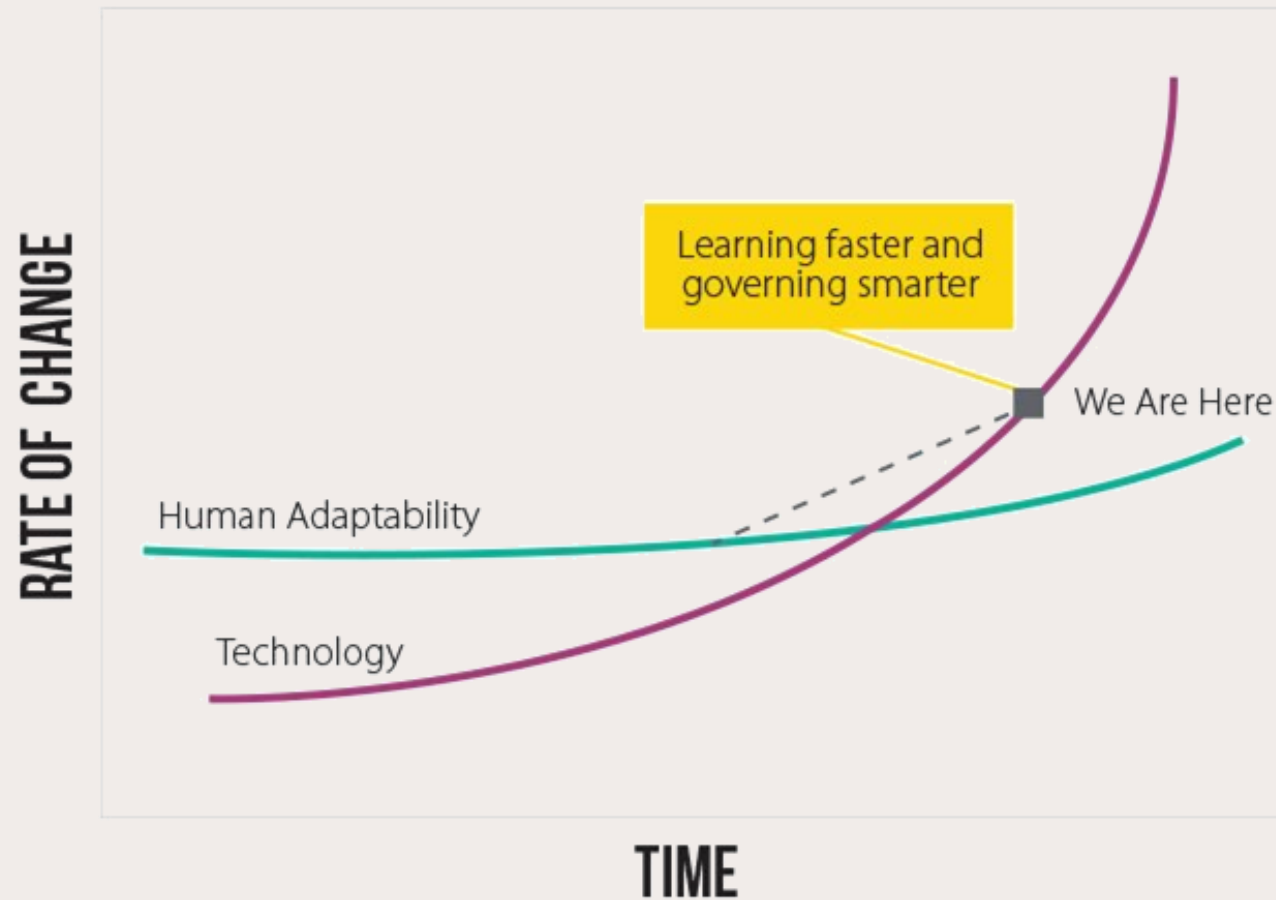 RATE OF CHANGE
Learning faster and
governing smarter
We Are Here
Human Adaptability
Technology
TIME